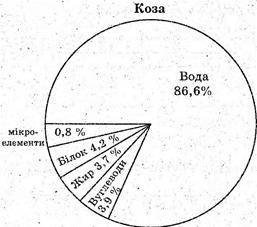 Коза
Вода
86,6%
мікро-
елементи
0,8 %
Білок 4,2 %
Жир 3,7 %
Вуглеводи
3,9 %